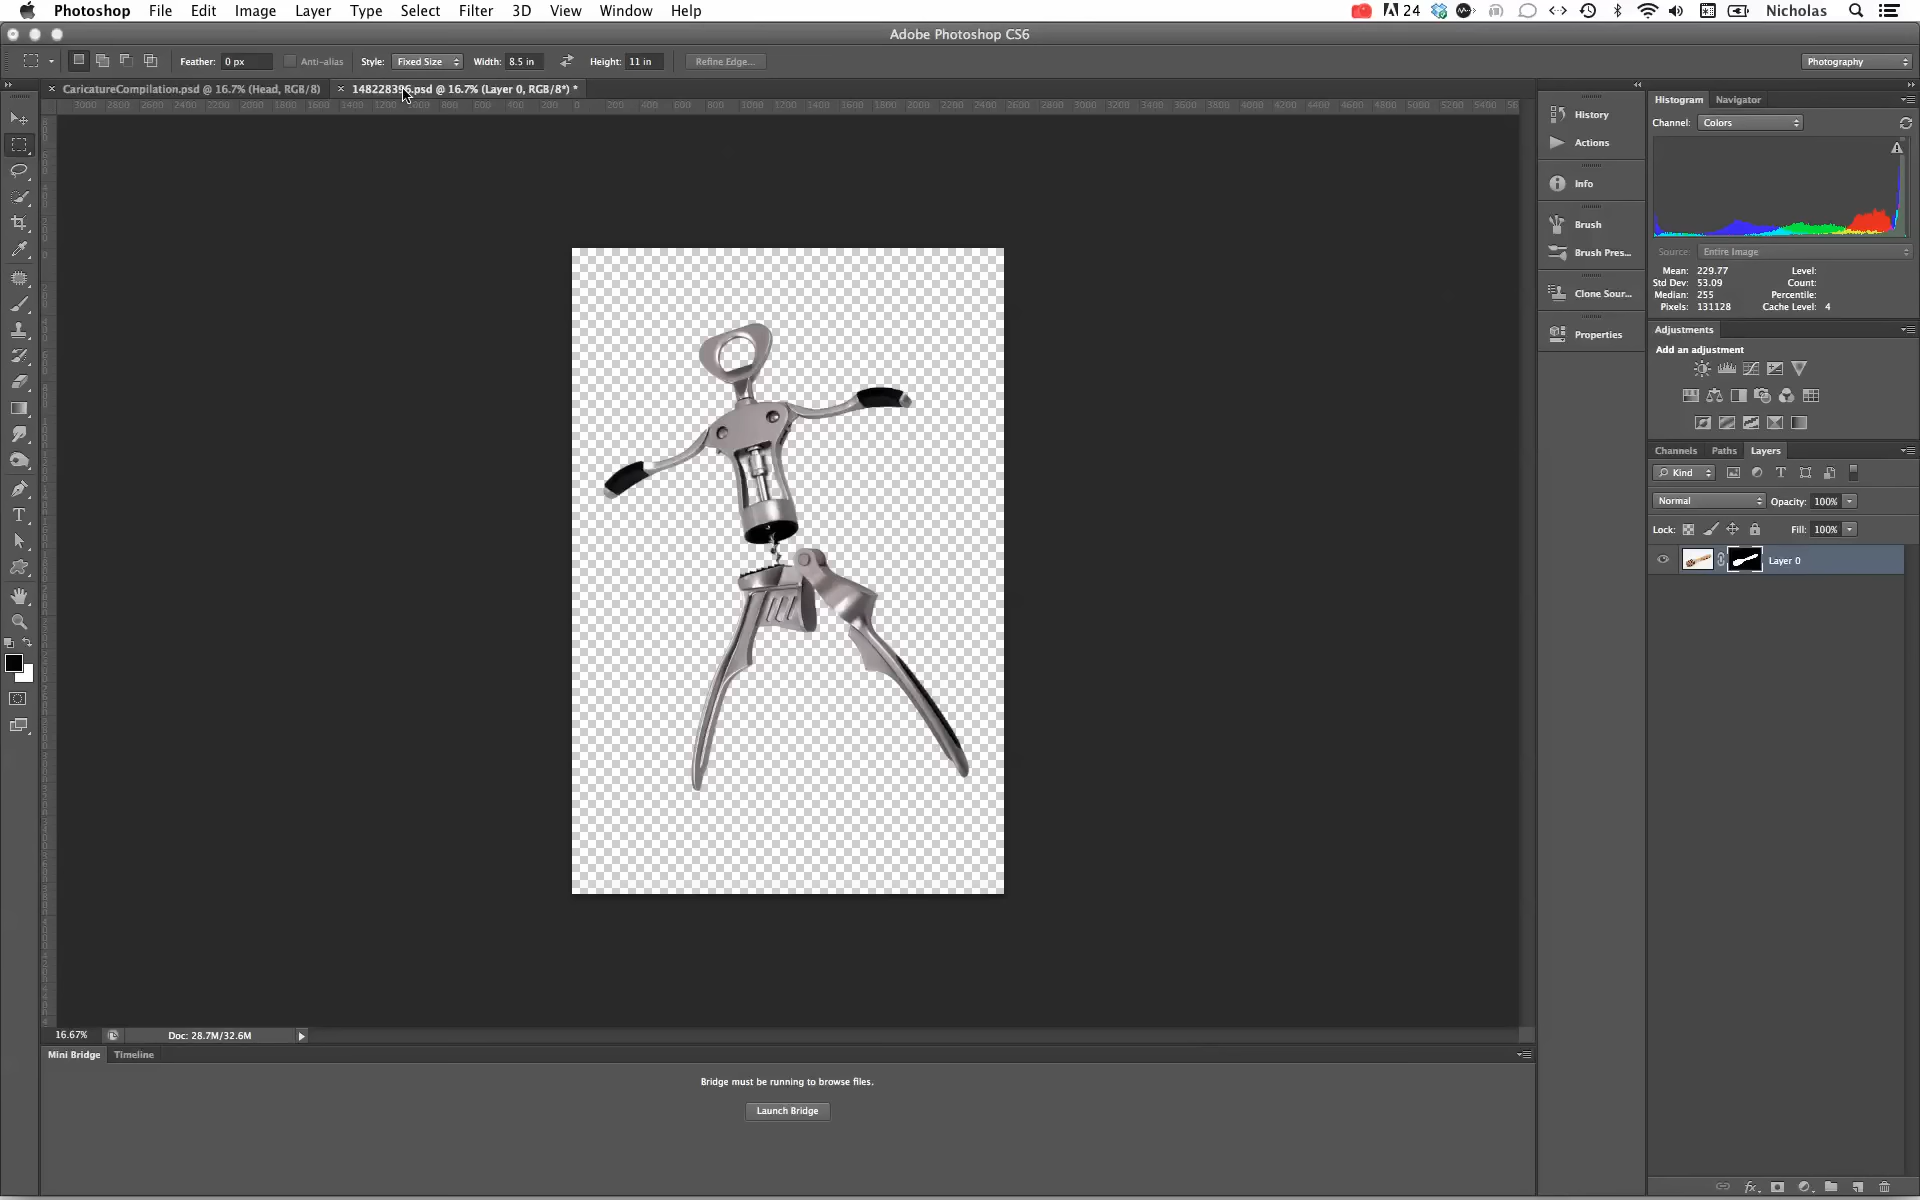 Photoshop File Edit Image Layer Type Select Filter 3D View Window Help 24 Nicholas
Adobe Photoshop CS6
Feather: 0 px Anti-alias Style: Fixed Size Width: 8.5 in Height: 11 in Refine Edge... Photography
CaricatureCompilation.psd @ 16.7% (Head, RGB/8) 148228396.psd @ 16.7% (Layer 0, RGB/8*) *
History
Actions
Info
Brush
Brush Pres...
Clone Sour...
Properties
Histogram Navigator
Channel: Colors
Source: Entire Image
Mean: 229.77 Level:
Std Dev: 53.09 Count:
Median: 255 Percentile:
Pixels: 131128 Cache Level: 4
Adjustments
Add an adjustment
Channels Paths Layers
Kind
Normal Opacity: 100%
Lock: Fill: 100%
Layer 0
16.67% Doc: 28.7M/32.6M
Mini Bridge Timeline
Bridge must be running to browse files.
Launch Bridge